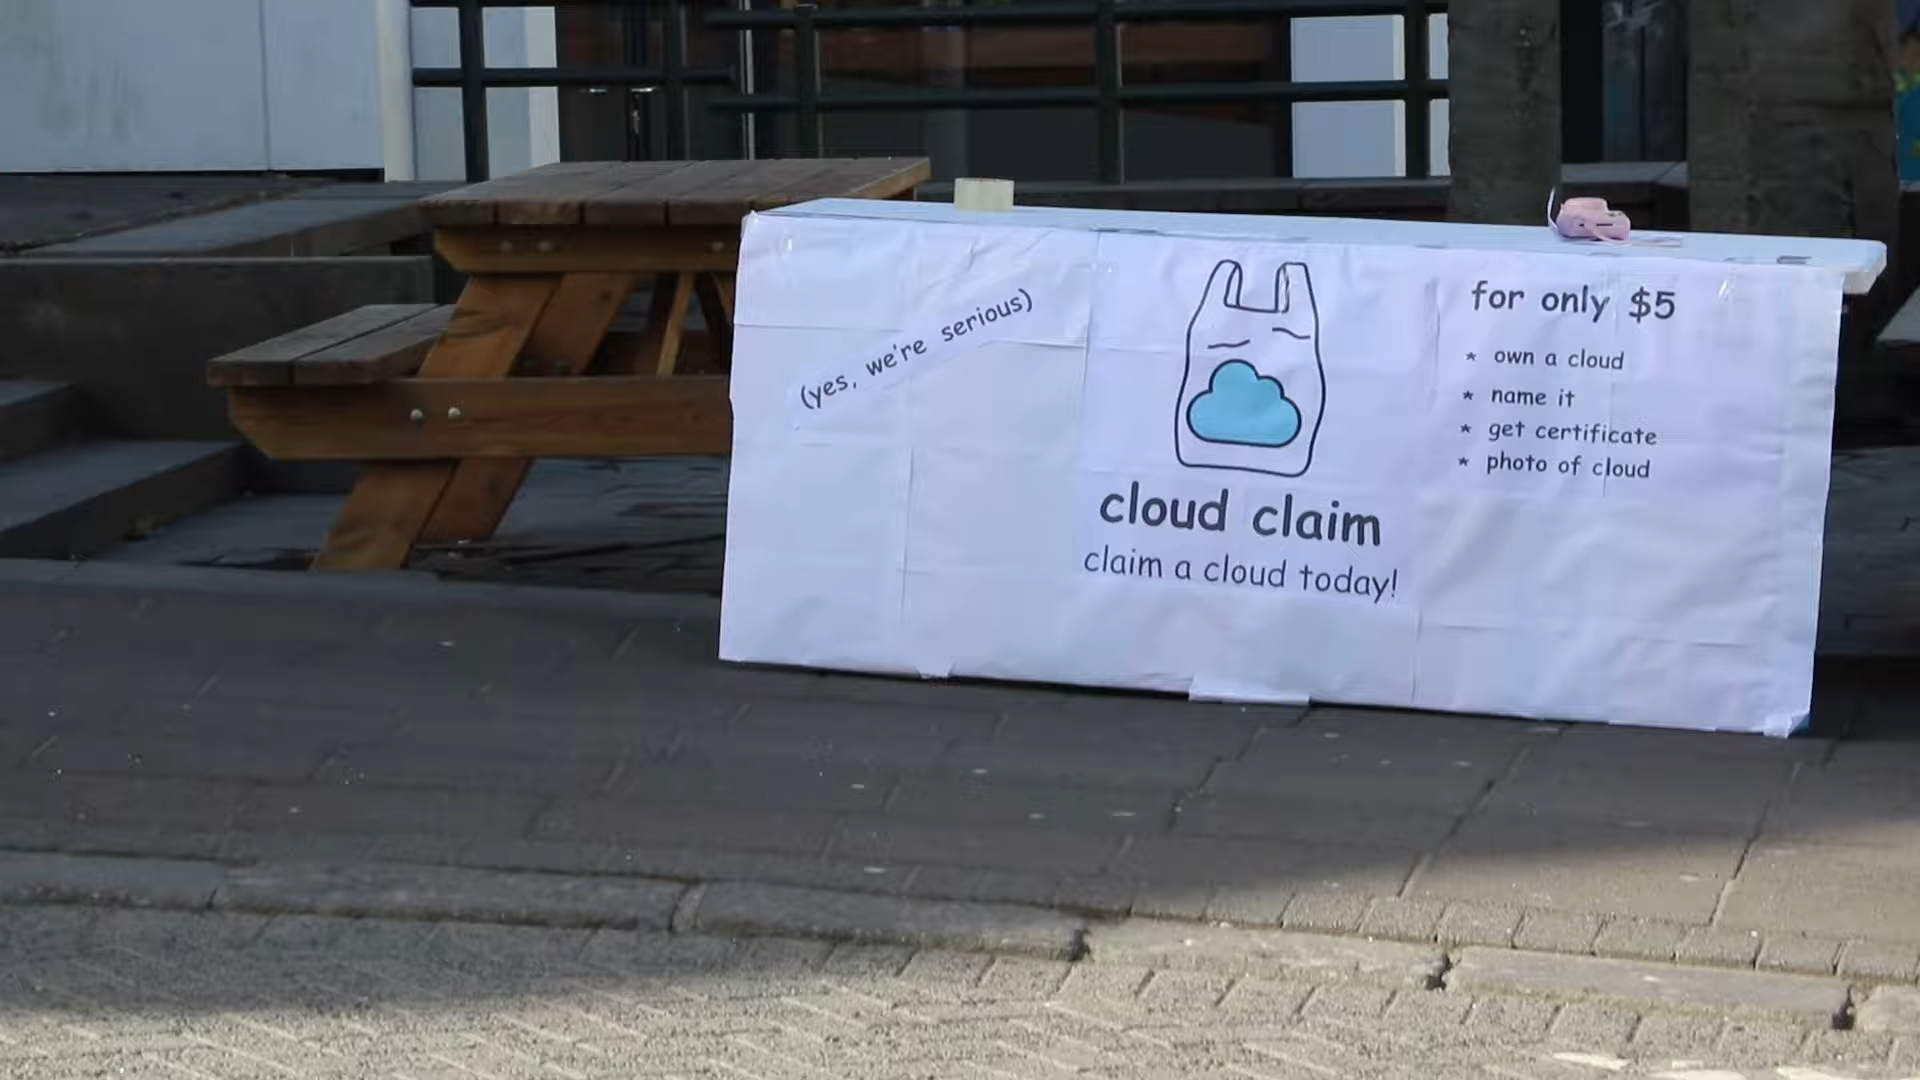 (yes, we're serious)
cloud claim
claim a cloud today!
for only $5
* own a cloud
* name it
* get certificate
* photo of cloud